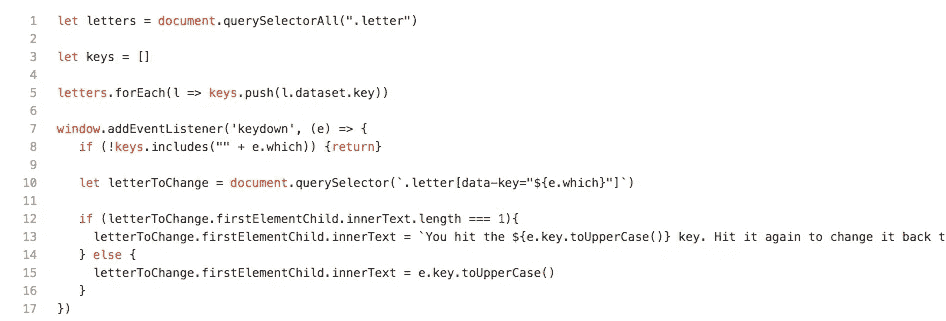 1 let letters = document.querySelectorAll(".letter")
2
3 let keys = []
4
5 letters.forEach(l => keys.push(l.dataset.key))
6
7 window.addEventListener('keydown', (e) => {
8 if (!keys.includes("" + e.which)) {return}
9
10 let letterToChange = document.querySelector(`.letter[data-key="${e.which}"]`)
11
12 if (letterToChange.firstElementChild.innerText.length === 1){
13 letterToChange.firstElementChild.innerText = `You hit the ${e.key.toUpperCase()} key. Hit it again to change it back t
14 } else {
15 letterToChange.firstElementChild.innerText = e.key.toUpperCase()
16 }
17 })